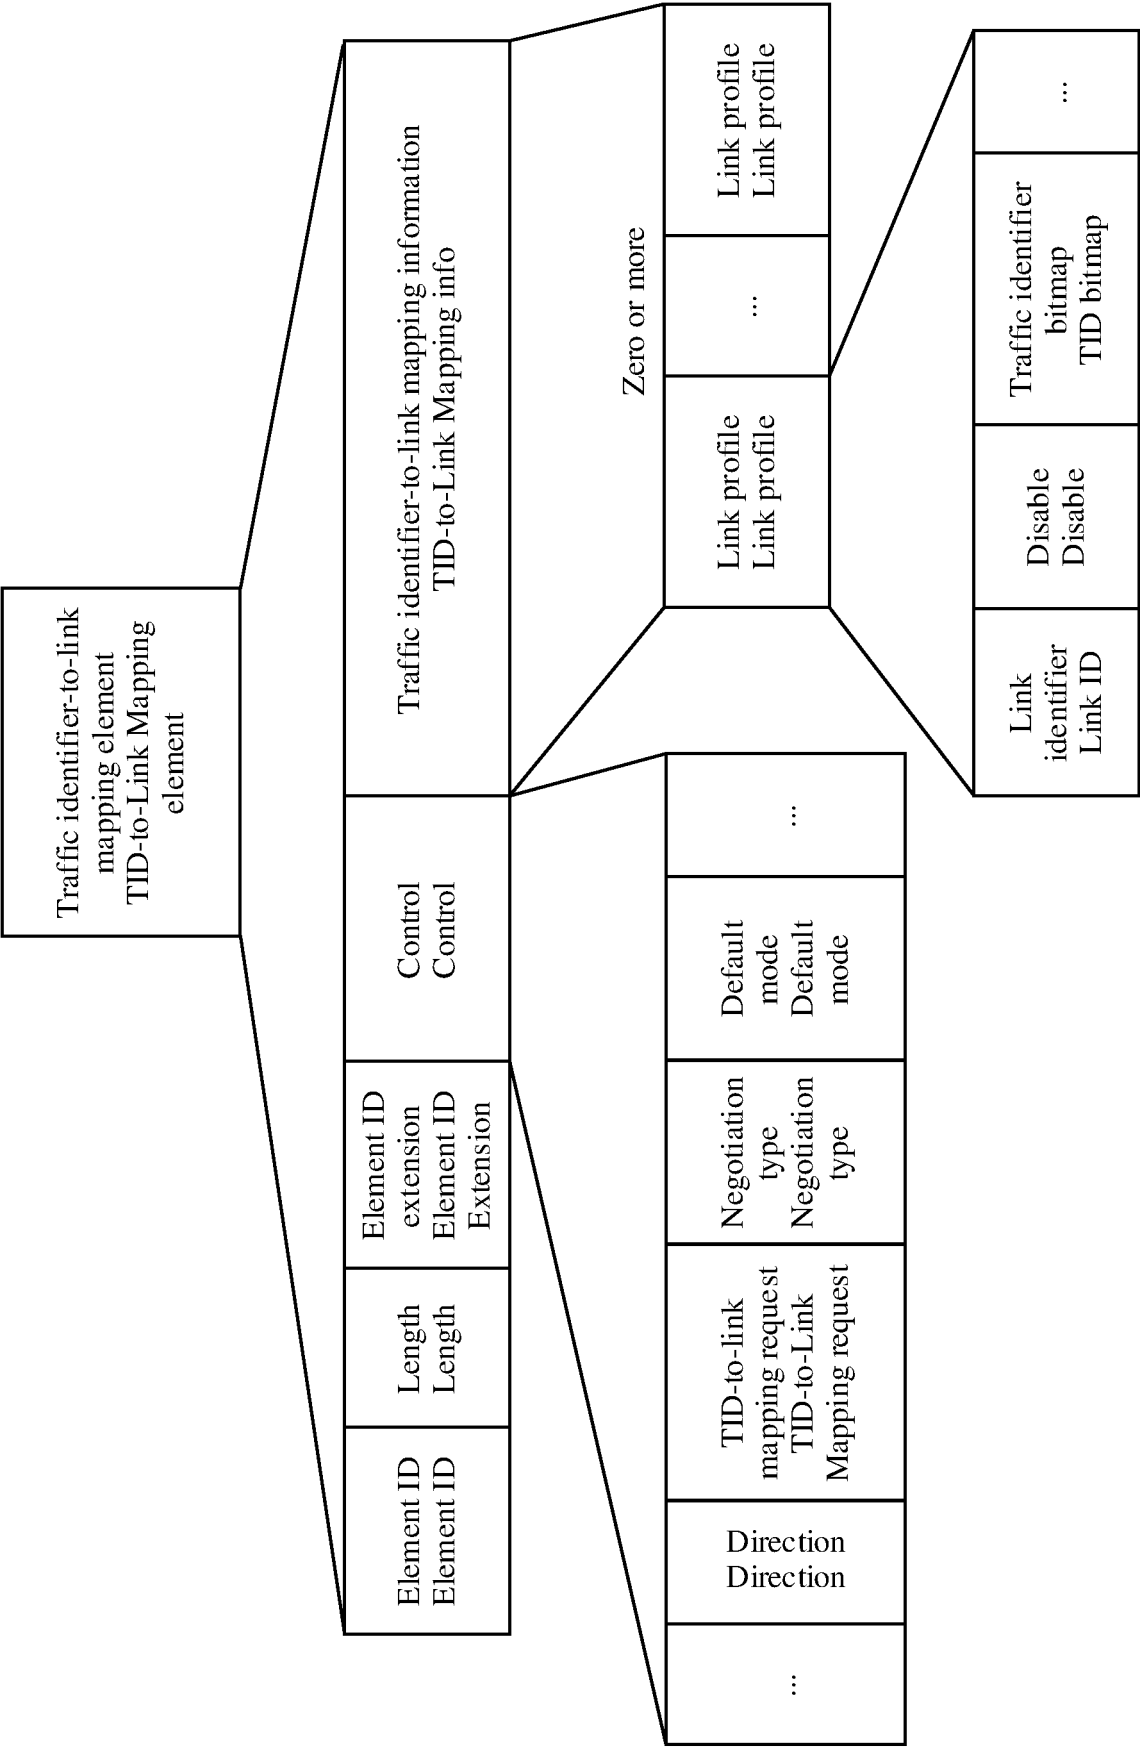 Traffic identifier-to-link
mapping element
TID-to-Link Mapping
element
Element ID
Element ID
Length
Length
Element ID
extension
Element ID
Extension
Control
Control
Traffic identifier-to-link mapping information
TID-to-Link Mapping info
Zero or more
Link profile
Link profile
...
Link profile
Link profile
...
Direction
Direction
TID-to-link
mapping request
TID-to-Link
Mapping request
Negotiation
type
Negotiation
type
Default
mode
Default
mode
...
Link
identifier
Link ID
Disable
Disable
Traffic identifier
bitmap
TID bitmap
...